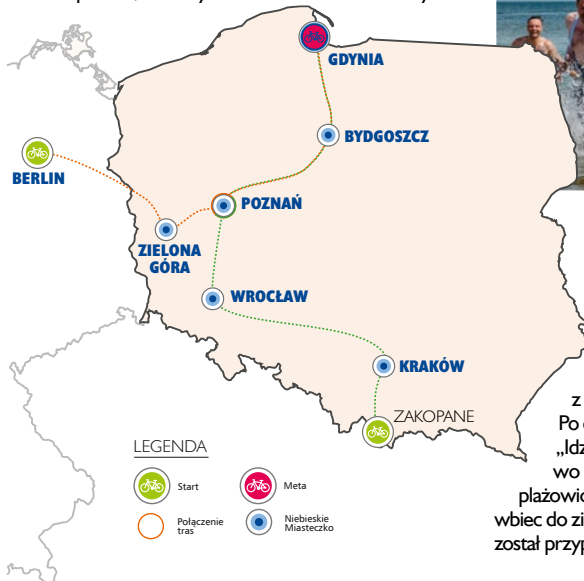 GDYNIA
BYDGOSZCZ
BERLIN
POZNAŃ
ZIELONA
GÓRA
WROCŁAW
KRAKÓW
ZAKOPANE
LEGENDA
Start
Meta
Połączenie
tras
Niebieskie
Miasteczko
z
Po
„Idz
wo
plażowic
wbiec do zi
został przyp